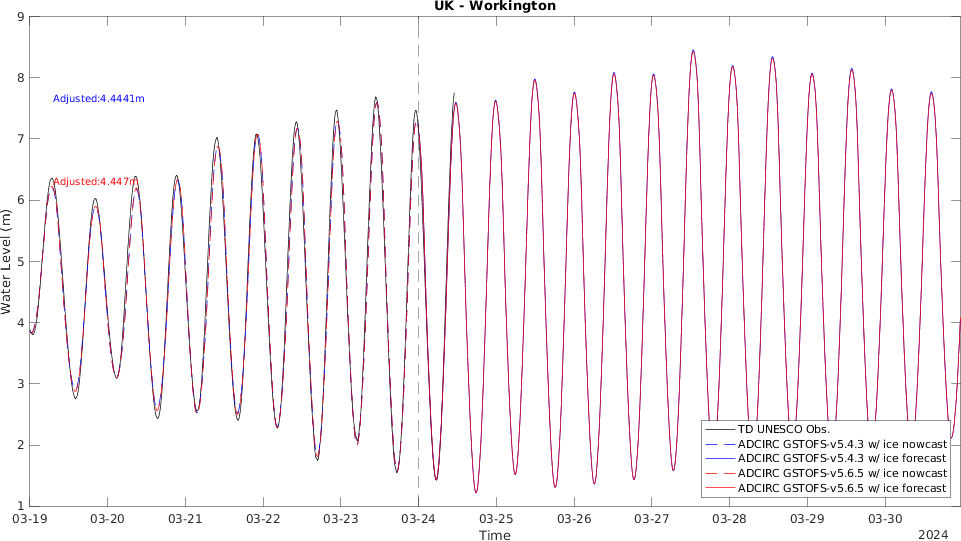 UK - Workington
9
8
7
6
5
4
3
2
1
Water Level (m)
Adjusted:4.4441m
Adjusted:4.447m
TD UNESCO Obs.
ADCIRC GSTOFS-v5.4.3 w/ ice nowcast
ADCIRC GSTOFS-v5.4.3 w/ ice forecast
ADCIRC GSTOFS-v5.6.5 w/ ice nowcast
ADCIRC GSTOFS-v5.6.5 w/ ice forecast
03-19 03-20 03-21 03-22 03-23 03-24 03-25 03-26 03-27 03-28 03-29 03-30
Time
2024